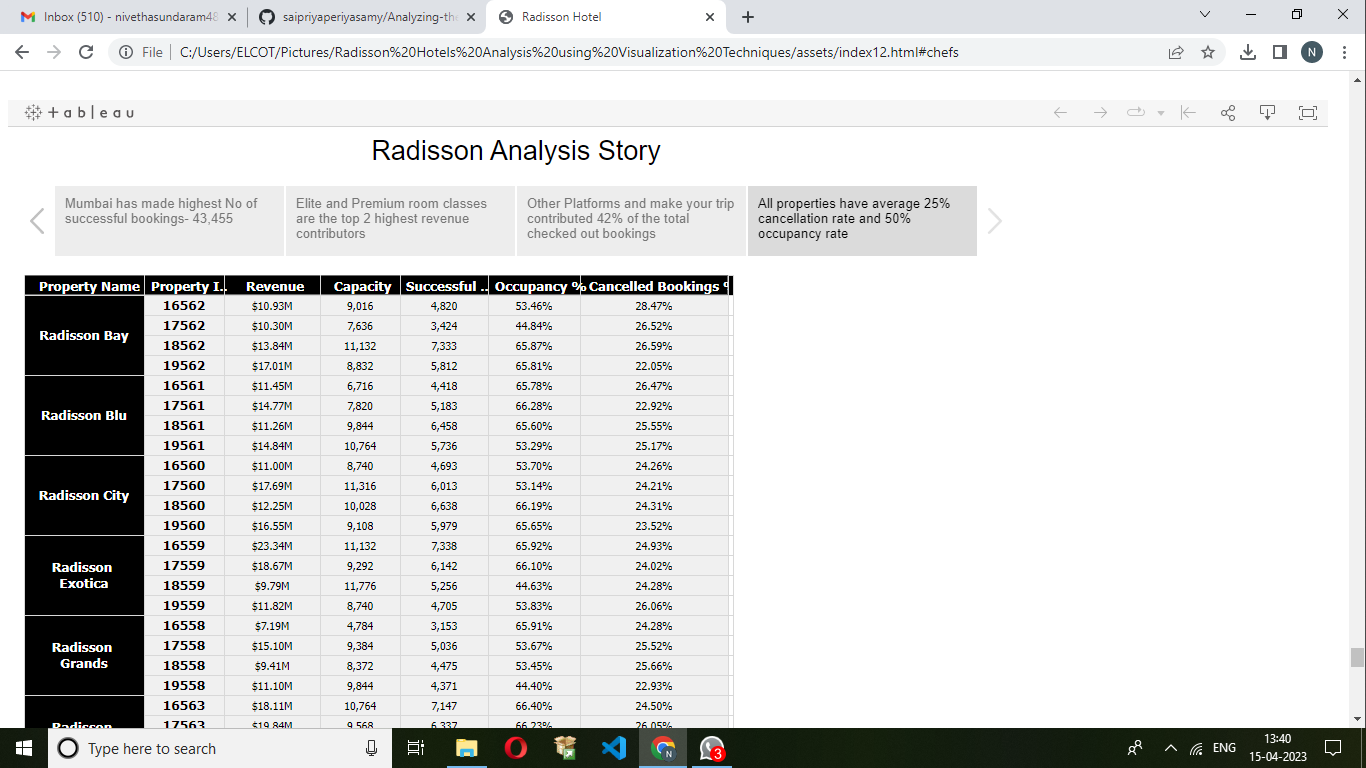 Inbox (510) - nivethasundaram48
saipriyaperiyasamy/Analyzing-the
Radisson Hotel
File
C:/Users/ELCOT/Pictures/Radisson%20Hotels%20Analysis%20using%20Visualization%20Techniques/assets/index12.html#chefs
N
+ a b l e a u
Radisson Analysis Story
Mumbai has made highest No of
successful bookings- 43,455
Elite and Premium room classes
are the top 2 highest revenue
contributors
Other Platforms and make your trip
contributed 42% of the total
checked out bookings
All properties have average 25%
cancellation rate and 50%
occupancy rate
Property Name Property I.. Revenue Capacity Successful .. Occupancy % Cancelled Bookings %
Radisson Bay
16562 $10.93M 9,016 4,820 53.46% 28.47%
17562 $10.30M 7,636 3,424 44.84% 26.52%
18562 $13.84M 11,132 7,333 65.87% 26.59%
19562 $17.01M 8,832 5,812 65.81% 22.05%
Radisson Blu
16561 $11.45M 6,716 4,418 65.78% 26.47%
17561 $14.77M 7,820 5,183 66.28% 22.92%
18561 $11.26M 9,844 6,458 65.60% 25.55%
19561 $14.84M 10,764 5,736 53.29% 25.17%
Radisson City
16560 $11.00M 8,740 4,693 53.70% 24.26%
17560 $17.69M 11,316 6,013 53.14% 24.21%
18560 $12.25M 10,028 6,638 66.19% 24.31%
19560 $16.55M 9,108 5,979 65.65% 23.52%
Radisson
Exotica
16559 $23.34M 11,132 7,338 65.92% 24.93%
17559 $18.67M 9,292 6,142 66.10% 24.02%
18559 $9.79M 11,776 5,256 44.63% 24.28%
19559 $11.82M 8,740 4,705 53.83% 26.06%
Radisson
Grands
16558 $7.19M 4,784 3,153 65.91% 24.28%
17558 $15.10M 9,384 5,036 53.67% 25.52%
18558 $9.41M 8,372 4,475 53.45% 25.66%
19558 $11.10M 9,844 4,371 44.40% 22.93%
Radisson
16563 $18.11M 10,764 7,147 66.40% 24.50%
17563 $19.84M 9,568 6,337 66.23% 26.05%
Type here to search
N
3
ENG
13:40
15-04-2023